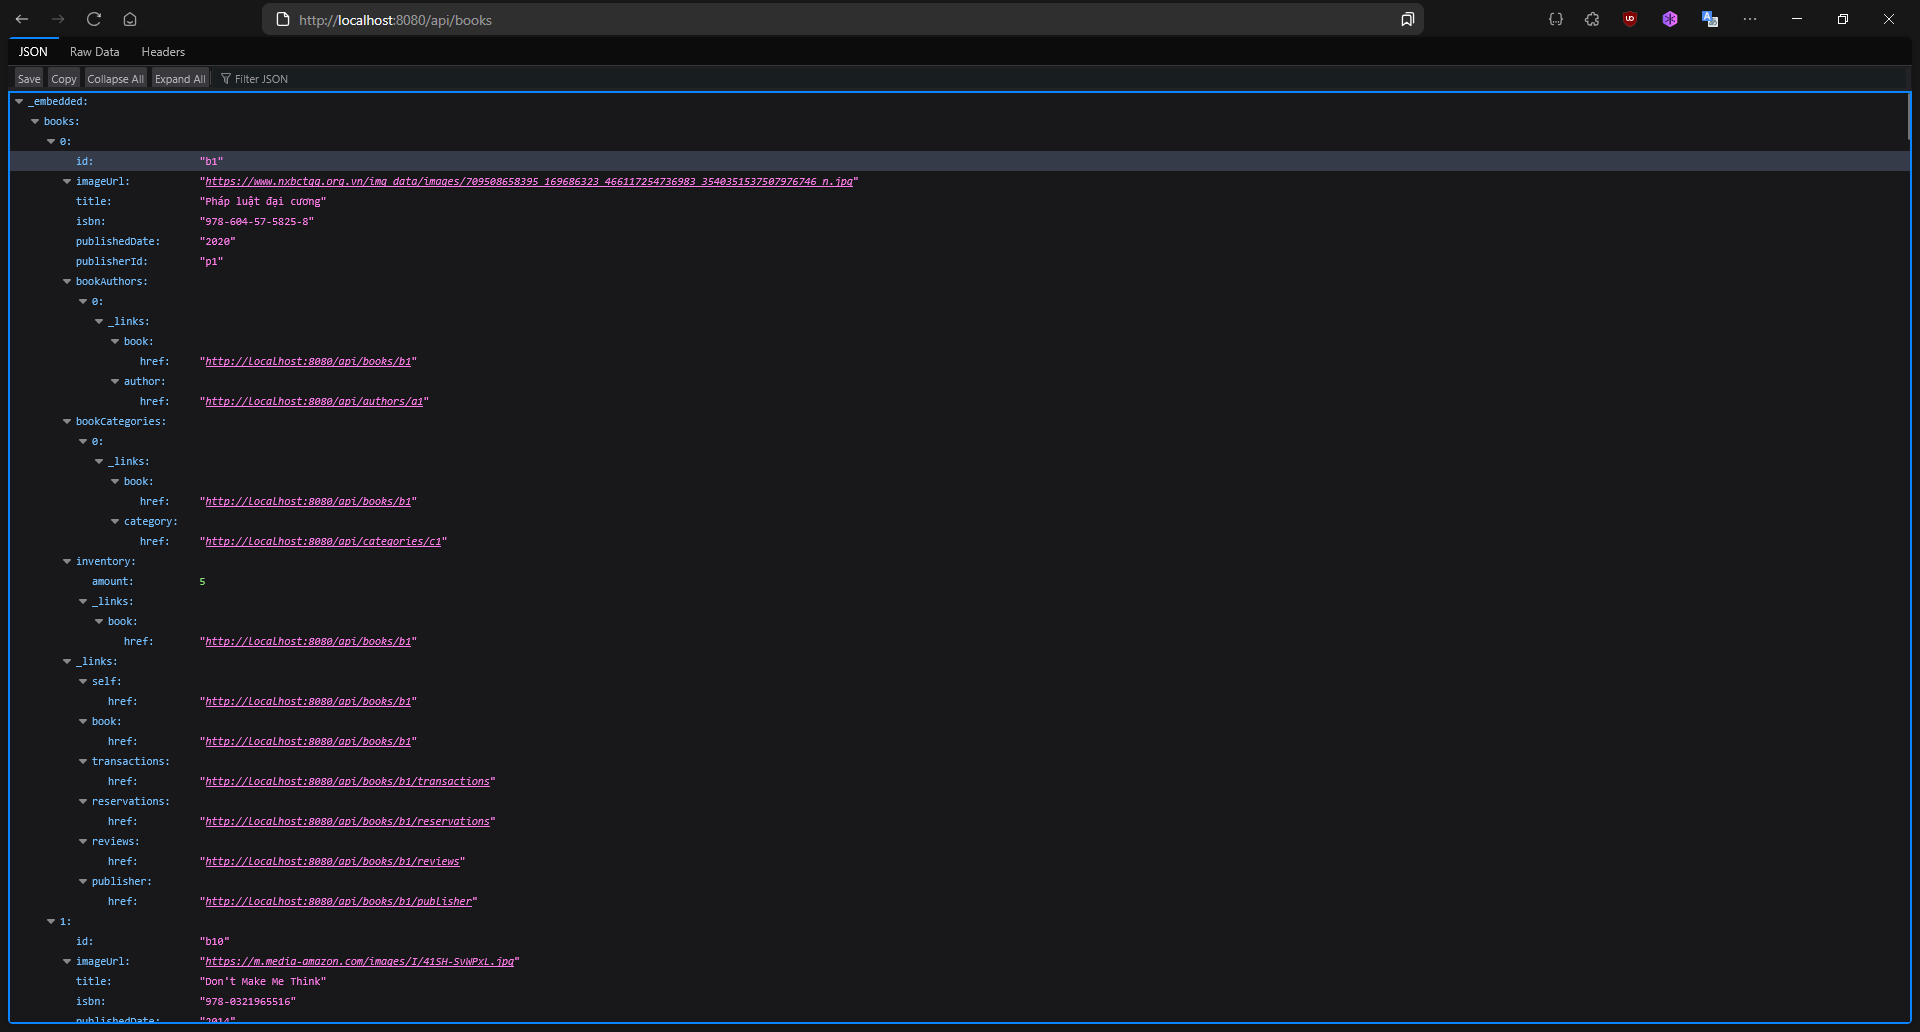 http://localhost:8080/api/books
JSON Raw Data Headers
Save Copy Collapse All Expand All Filter JSON
_embedded:
books:
0:
id: "b1"
imageUrl: "https://www.nxbctqg.org.vn/img_data/images/709508658395_169686323_466117254736983_3540351537507976746_n.jpg"
title: "Pháp luật đại cương"
isbn: "978-604-57-5825-8"
publishedDate: "2020"
publisherId: "p1"
bookAuthors:
0:
_links:
book:
href: "http://localhost:8080/api/books/b1"
author:
href: "http://localhost:8080/api/authors/a1"
bookCategories:
0:
_links:
book:
href: "http://localhost:8080/api/books/b1"
category:
href: "http://localhost:8080/api/categories/c1"
inventory:
amount: 5
_links:
book:
href: "http://localhost:8080/api/books/b1"
_links:
self:
href: "http://localhost:8080/api/books/b1"
book:
href: "http://localhost:8080/api/books/b1"
transactions:
href: "http://localhost:8080/api/books/b1/transactions"
reservations:
href: "http://localhost:8080/api/books/b1/reservations"
reviews:
href: "http://localhost:8080/api/books/b1/reviews"
publisher:
href: "http://localhost:8080/api/books/b1/publisher"
1:
id: "b10"
imageUrl: "https://m.media-amazon.com/images/I/41SH-SvWPxL.jpg"
title: "Don't Make Me Think"
isbn: "978-0321965516"
publishedDate: "2014"